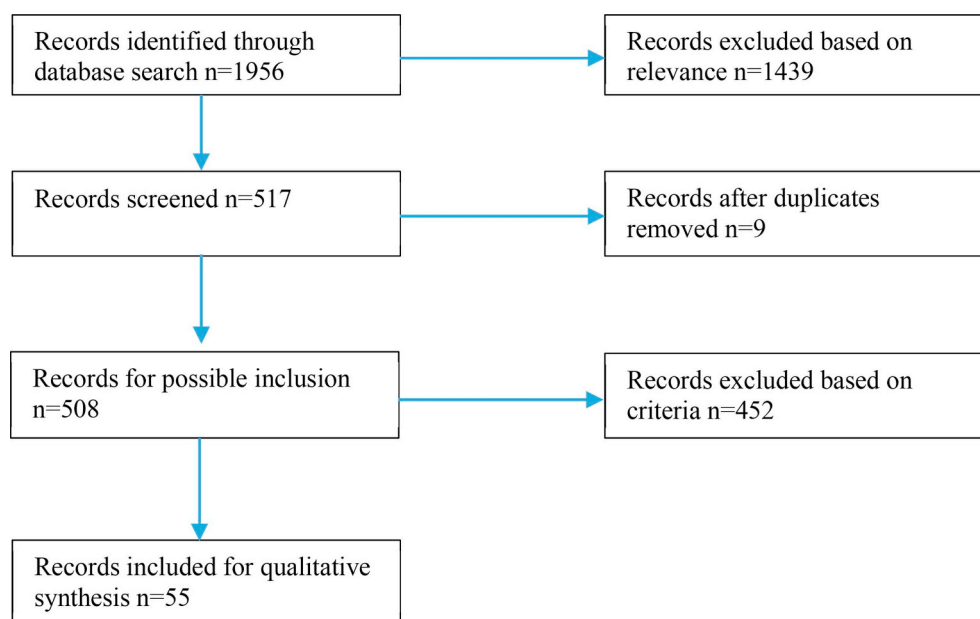 Records identified through
database search n=1956
Records excluded based on
relevance n=1439
Records screened n=517
Records after duplicates
removed n=9
Records for possible inclusion
n=508
Records excluded based on
criteria n=452
Records included for qualitative
synthesis n=55